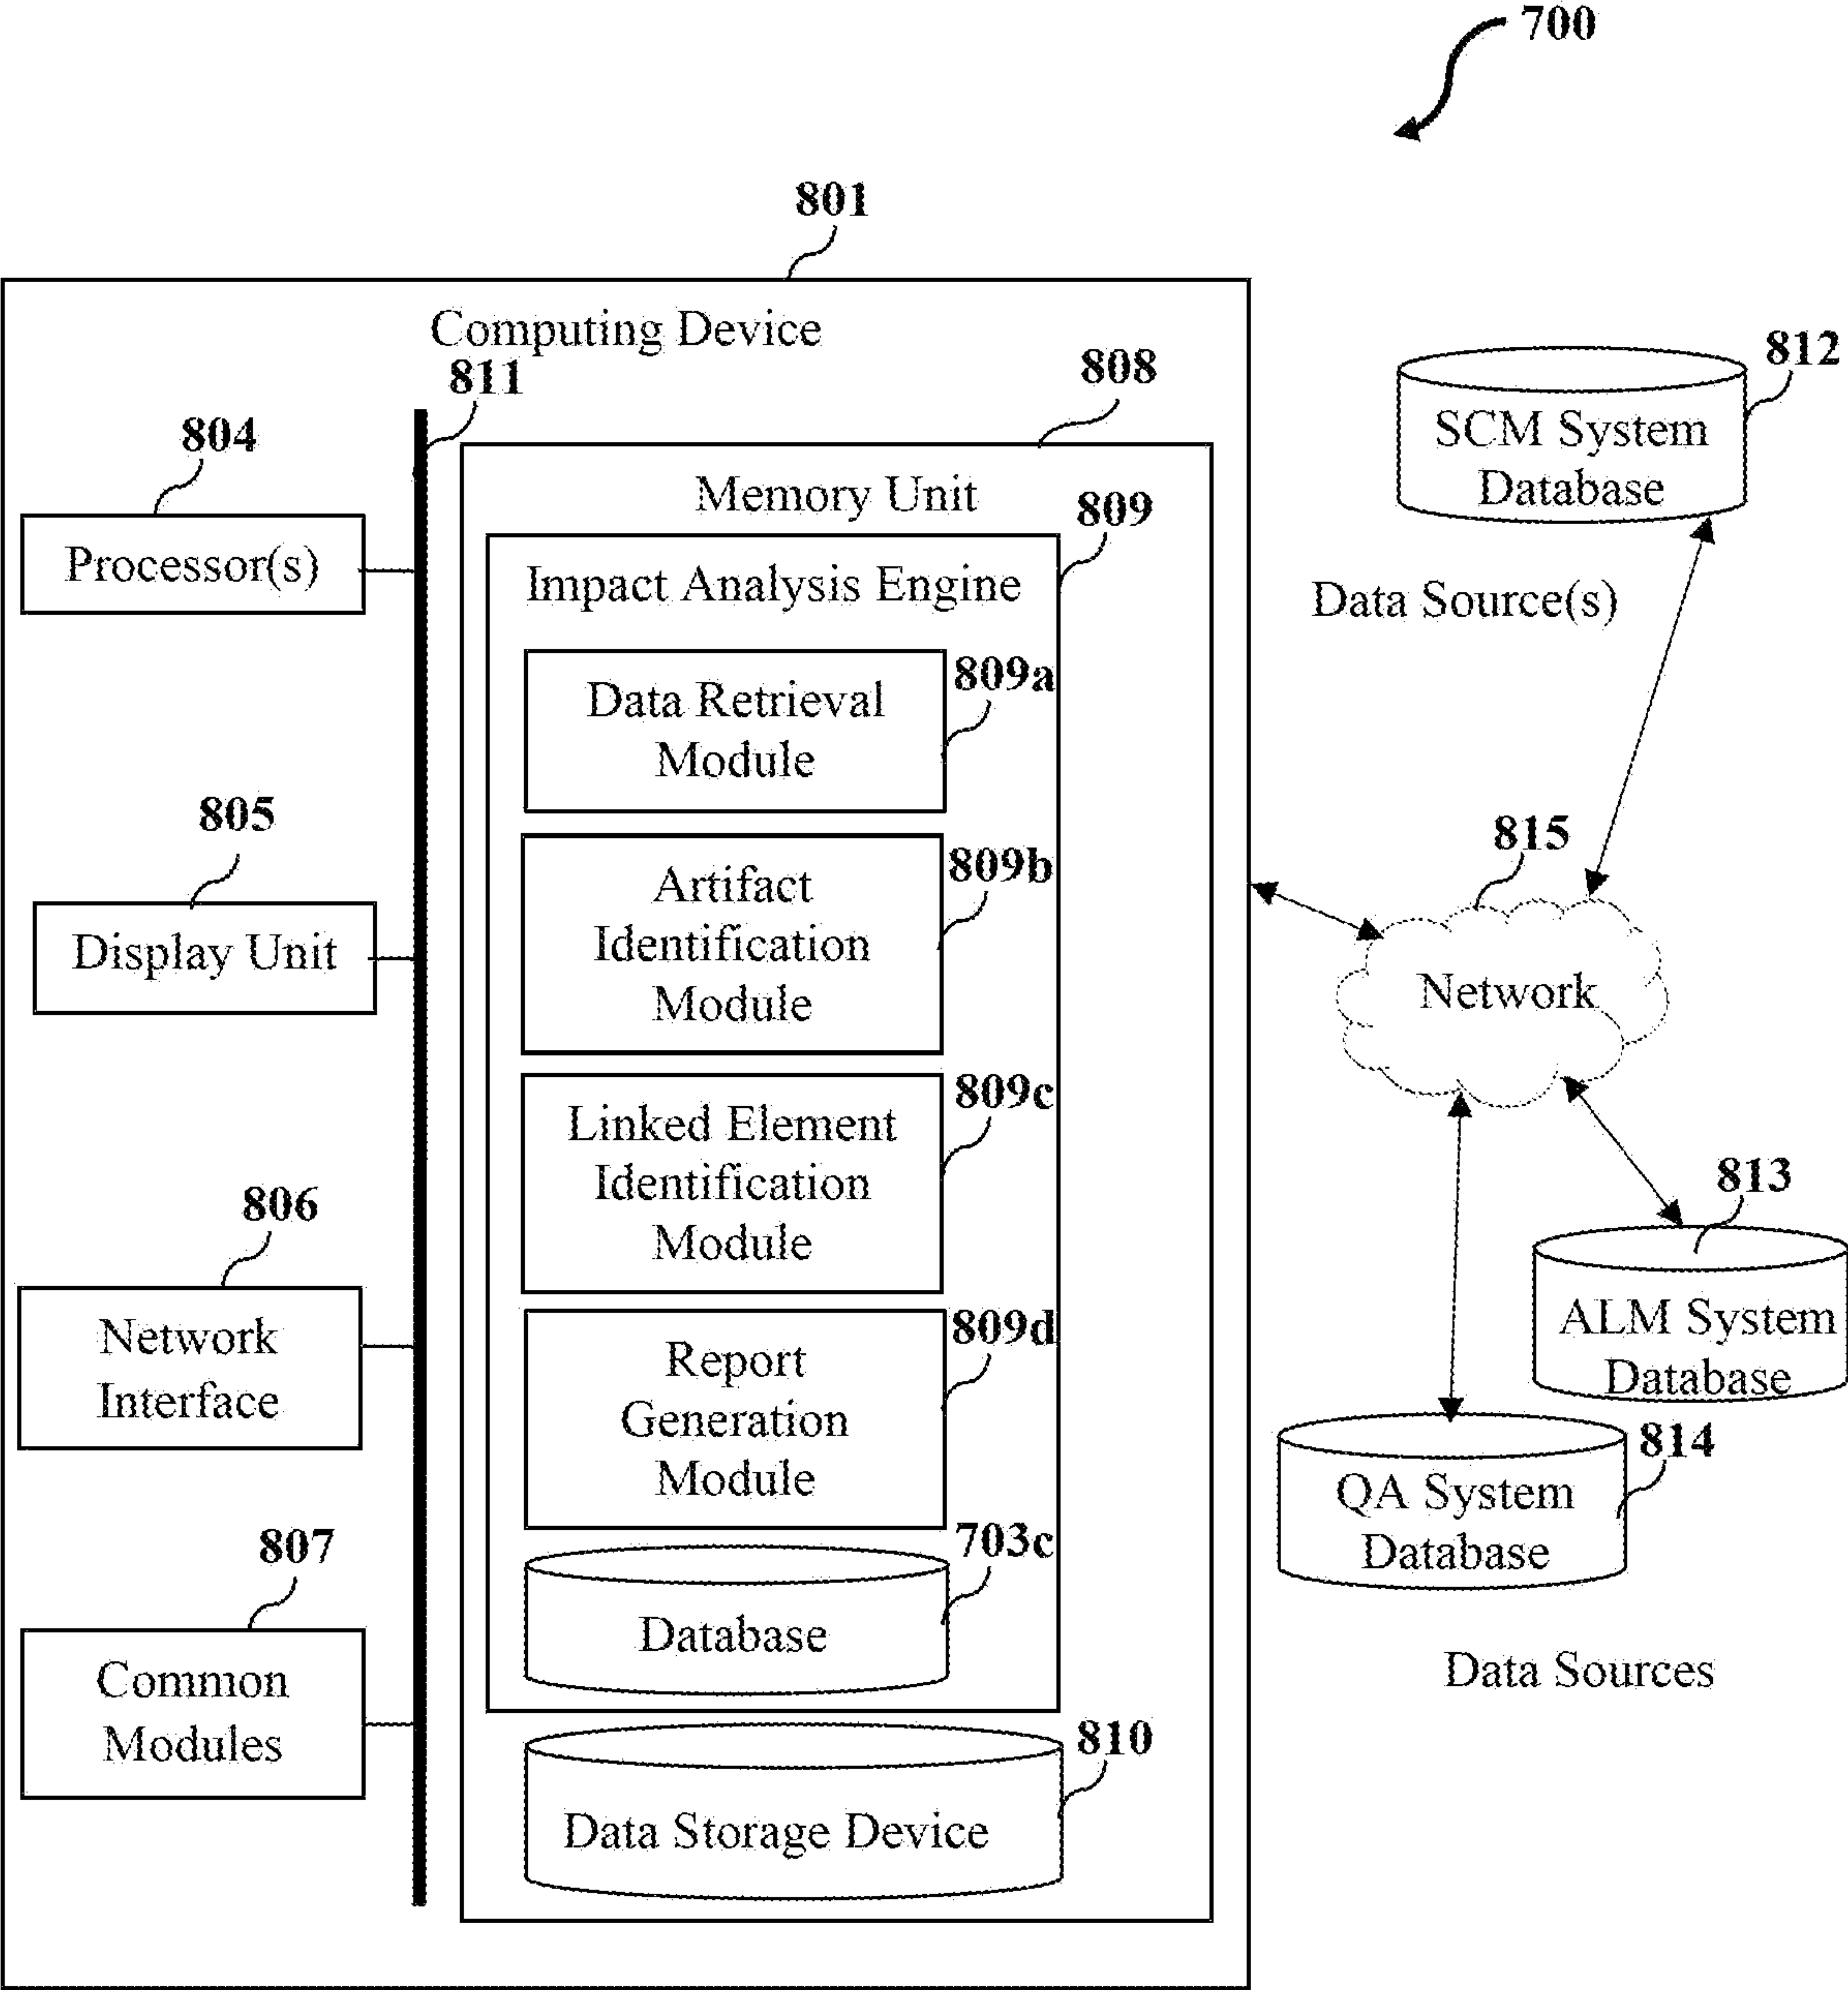 700
801
Computing Device
811
808
812
SCM System
Database
804
Memory Unit
809
Processor(s)
Impact Analysis Engine
Data Source(s)
809a
Data Retrieval
Module
805
815
809b
Artifact
Identification
Module
Display Unit
Network
809c
Linked Element
Identification
Module
813
806
ALM System
Database
809d
Network
Interface
Report
Generation
Module
814
QA System
Database
703c
807
Database
Data Sources
Common
Modules
810
Data Storage Device